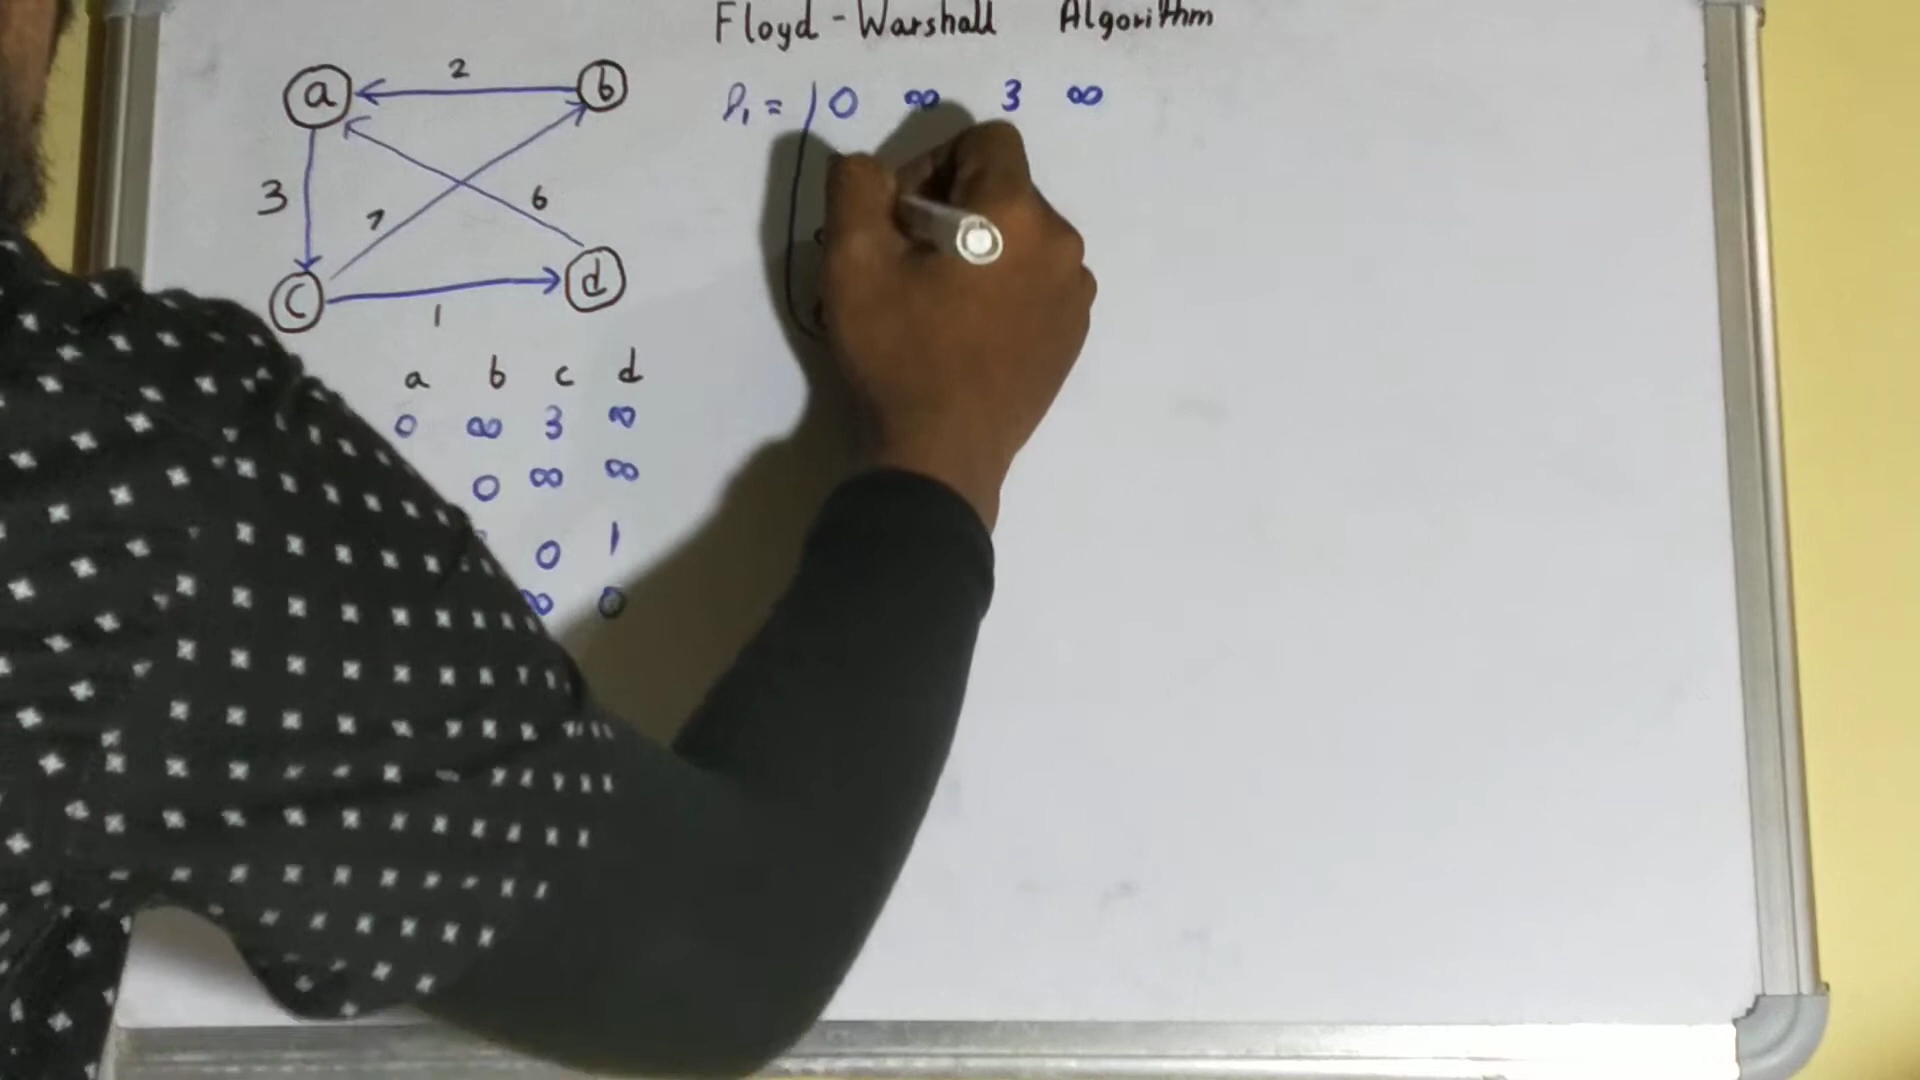 Floyd-Warshall Algorithm
a 2 b
3 7 6
c 1 d
D₁ = 0 ∞ 3 ∞
a b c d
0 ∞ 3 ∞
0 ∞ ∞
0 1
∞ 0